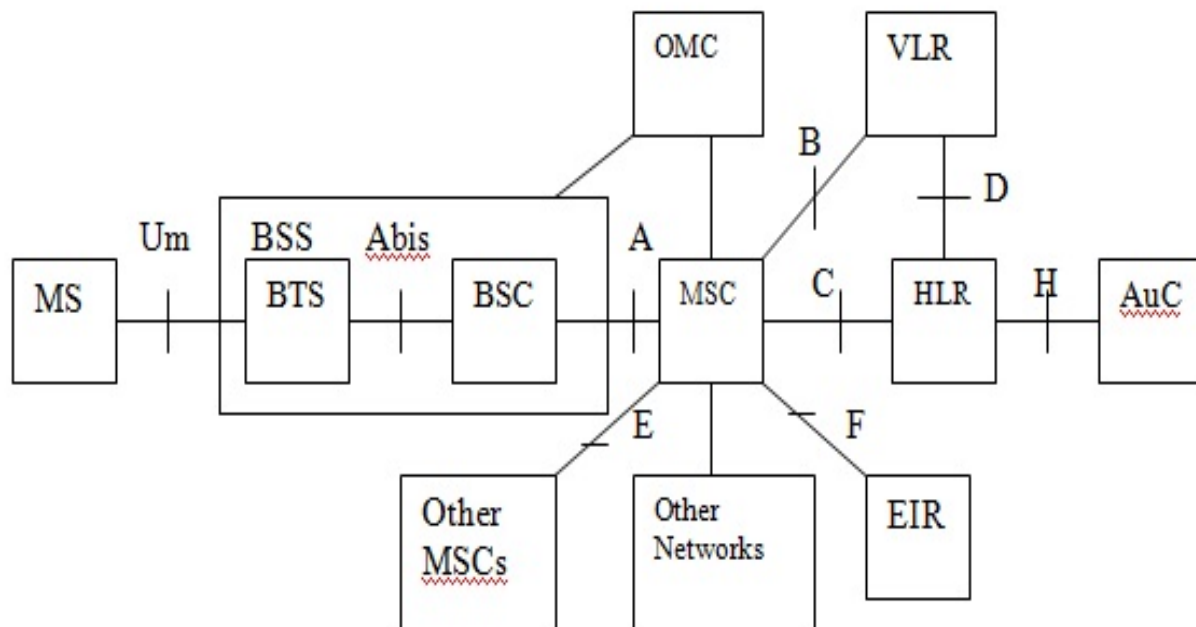 OMC
VLR
B
D
Um
BSS
Abis
A
MS
BTS
BSC
MSC
C
HLR
H
AuC
E
F
Other
MSCs
Other
Networks
EIR